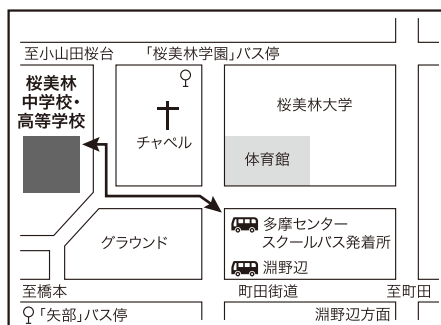 至小山田桜台
「桜美林学園」バス停
桜美林
中学校・
高等学校
チャペル
桜美林大学
体育館
グラウンド
多摩センター
スクールバス発着所
淵野辺
至橋本
町田街道
至町田
「矢部」バス停
淵野辺方面